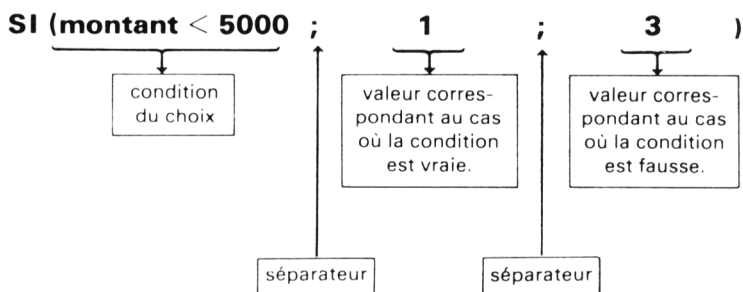 SI (montant < 5000 ; 1 ; 3 )
condition
du choix
valeur corres-
pondant au cas
où la condition
est vraie.
valeur corres-
pondant au cas
où la condition
est fausse.
séparateur
séparateur